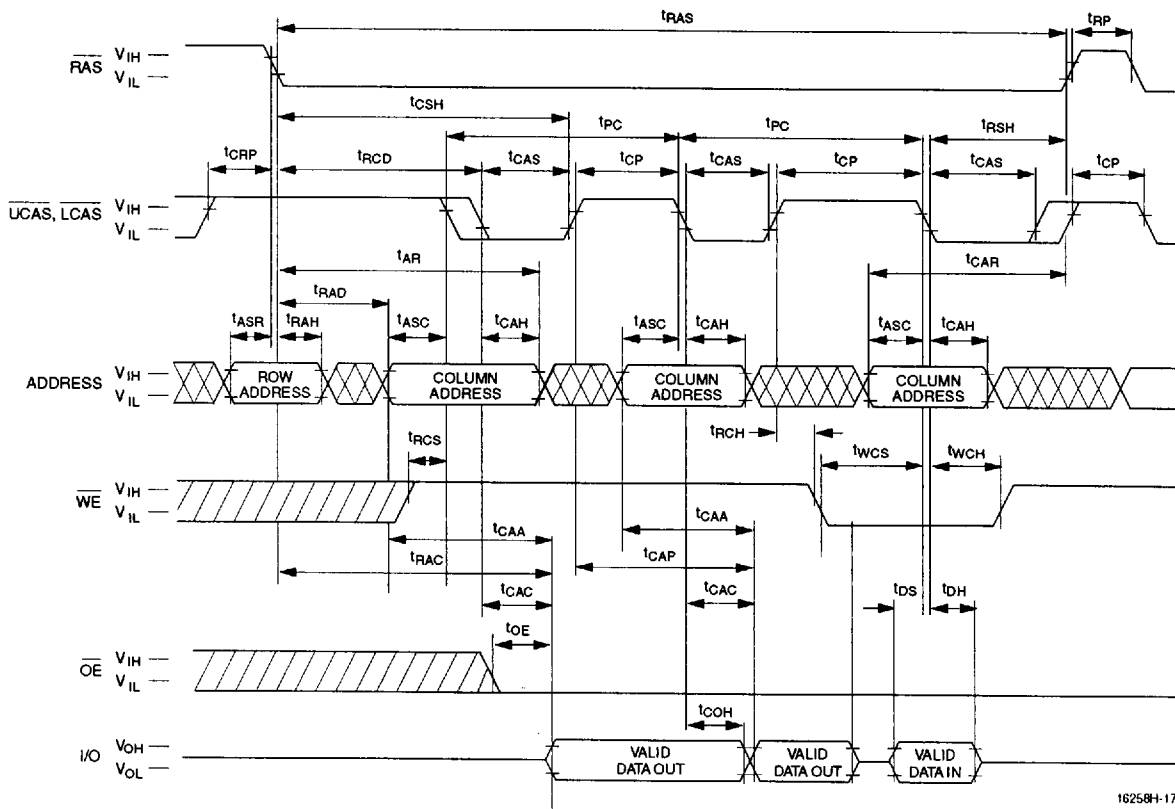 tRAS
tRP
RAS
VIH
VIL
tCSH
tPC
tPC
tRSH
tCRP
tRCD
tCAS
tCP
tCAS
tCP
tCAS
tCP
UCAS, LCAS
VIH
VIL
tAR
tCAR
tRAD
tASR
tRAH
tASC
tCAH
tASC
tCAH
tASC
tCAH
ADDRESS
VIH
VIL
ROW
ADDRESS
COLUMN
ADDRESS
COLUMN
ADDRESS
COLUMN
ADDRESS
tRCH
tRCS
tWCS
tWCH
WE
VIH
VIL
tCAA
tCAA
tRAC
tCAP
tCAC
tCAC
tDS
tDH
tOE
OE
VIH
VIL
tCOH
I/O
VOH
VOL
VALID
DATA OUT
VALID
DATA OUT
VALID
DATA IN
16258H-17